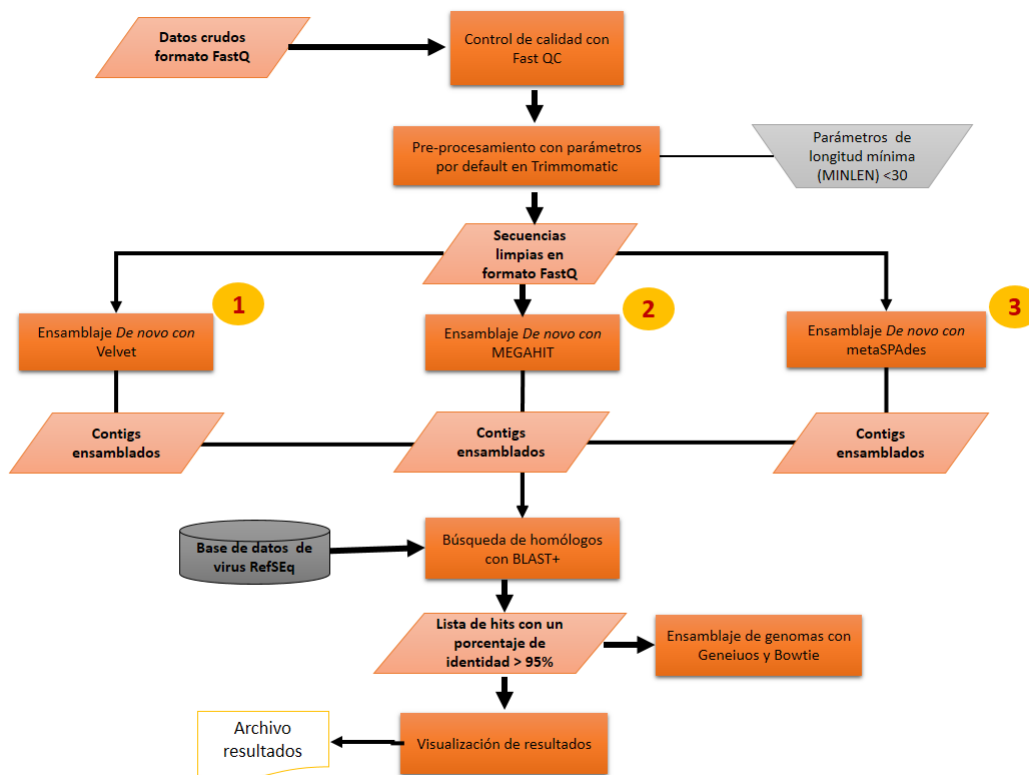 Datos crudos
formato FastQ
Control de calidad con
Fast QC
Pre-procesamiento con parámetros
por default en Trimmomatic
Parámetros de
longitud mínima
(MINLEN) <30
Secuencias
limpias en
formato FastQ
1
2
3
Ensamblaje De novo con
Velvet
Ensamblaje De novo con
MEGAHIT
Ensamblaje De novo con
metaSPAdes
Contigs
ensamblados
Contigs
ensamblados
Contigs
ensamblados
Base de datos de
virus RefSEq
Búsqueda de homólogos
con BLAST+
Lista de hits con un
porcentaje de
identidad > 95%
Ensamblaje de genomas con
Geneiuos y Bowtie
Archivo
resultados
Visualización de resultados